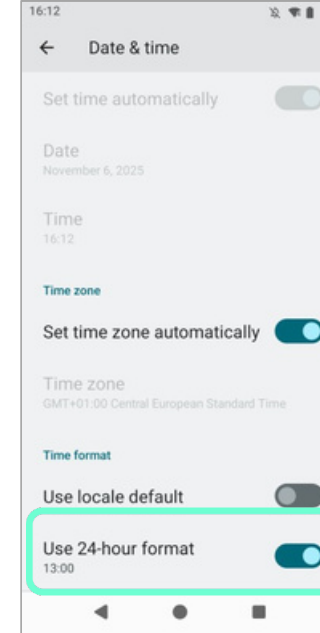 16:12
Date & time
Set time automatically
Date
November 6, 2025
Time
16:12
Time zone
Set time zone automatically
Time zone
GMT+01:00 Central European Standard Time
Time format
Use locale default
Use 24-hour format
13:00